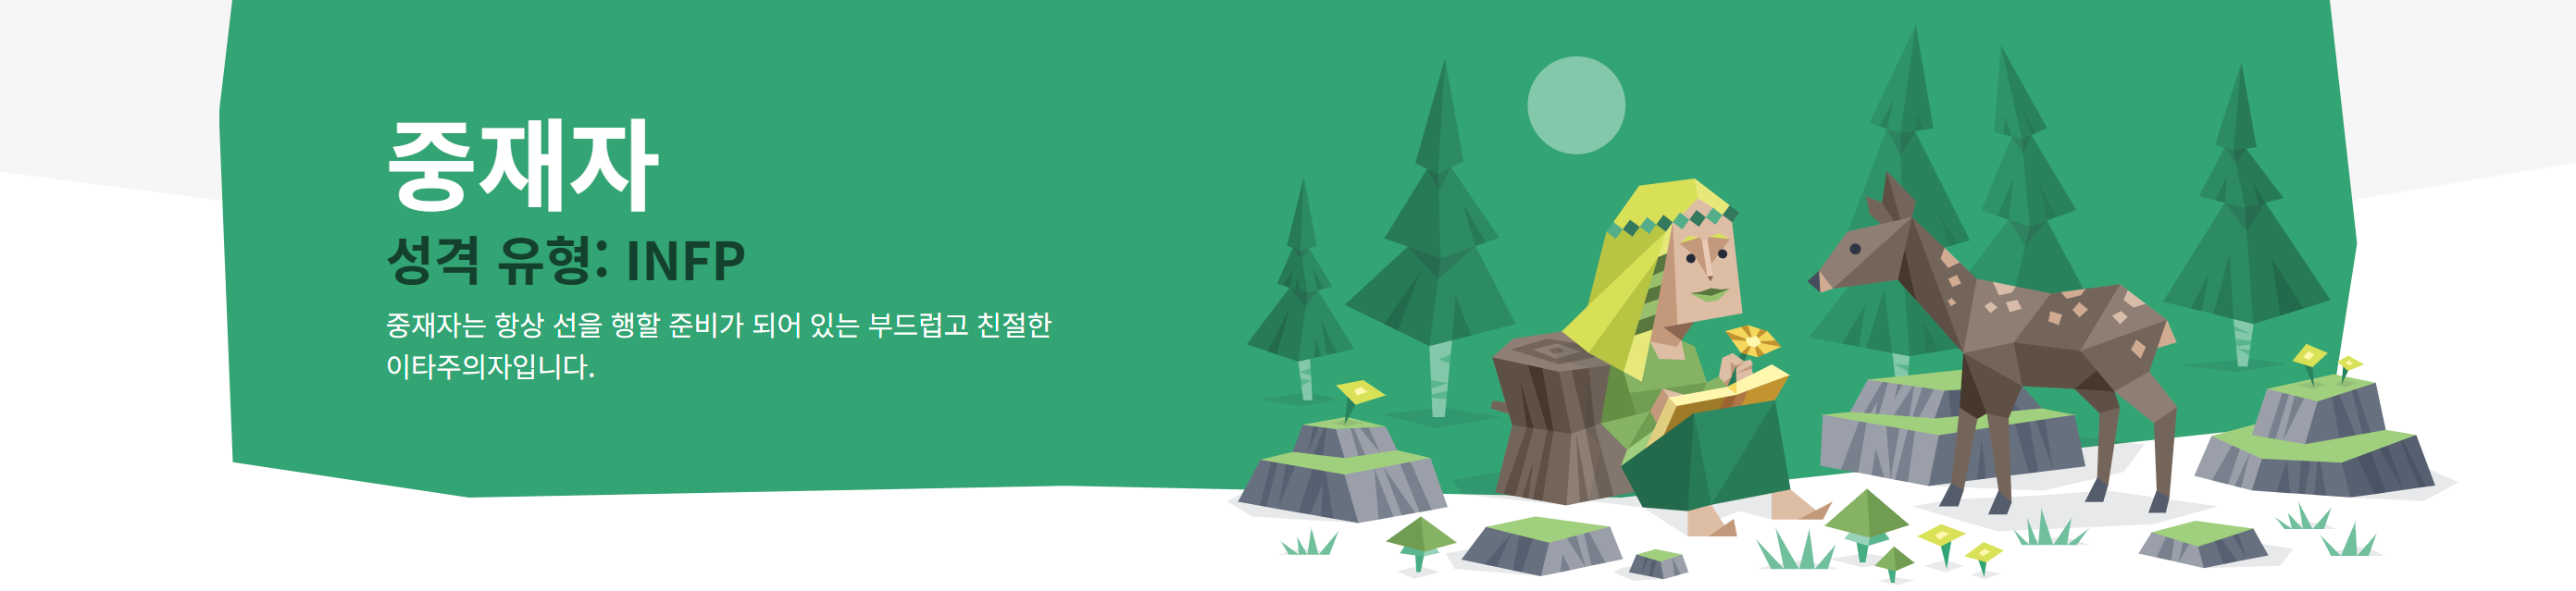 중재자
성격 유형: INFP
중재자는 항상 선을 행할 준비가 되어 있는 부드럽고 친절한
이타주의자입니다.